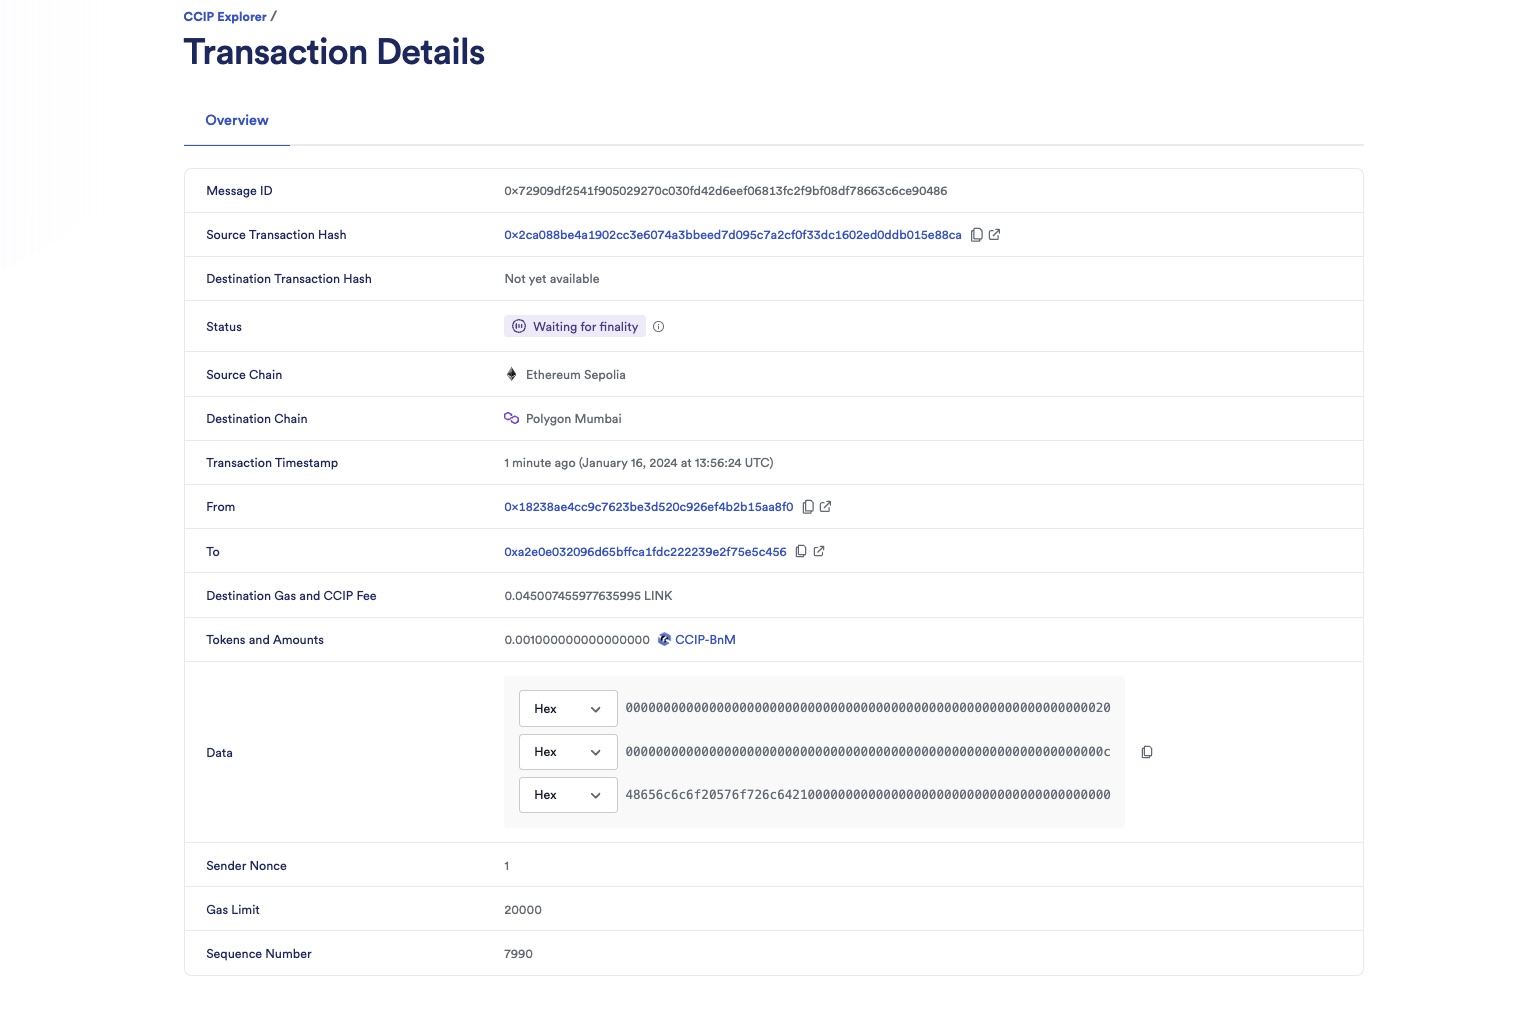 CCIP Explorer /
Transaction Details
Overview
Message ID 0x72909df2541f905029270c030fd42d6eef06813fc2f9bf08df78663c6ce90486
Source Transaction Hash 0x2ca088be4a1902cc3e6074a3bbeed7d095c7a2cf0f33dc1602ed0ddb015e88ca
Destination Transaction Hash Not yet available
Status Waiting for finality
Source Chain Ethereum Sepolia
Destination Chain Polygon Mumbai
Transaction Timestamp 1 minute ago (January 16, 2024 at 13:56:24 UTC)
From 0x18238ae4cc9c7623be3d520c926ef4b2b15aa8f0
To 0xa2e0e032096d65bffca1fdc222239e2f75e5c456
Destination Gas and CCIP Fee 0.045007455977635995 LINK
Tokens and Amounts 0.001000000000000000 CCIP-BnM
Data
Hex 0000000000000000000000000000000000000000000000000000000000000020
Hex 000000000000000000000000000000000000000000000000000000000000000c
Hex 48656c6c6f20576f726c64210000000000000000000000000000000000000000
Sender Nonce 1
Gas Limit 20000
Sequence Number 7990